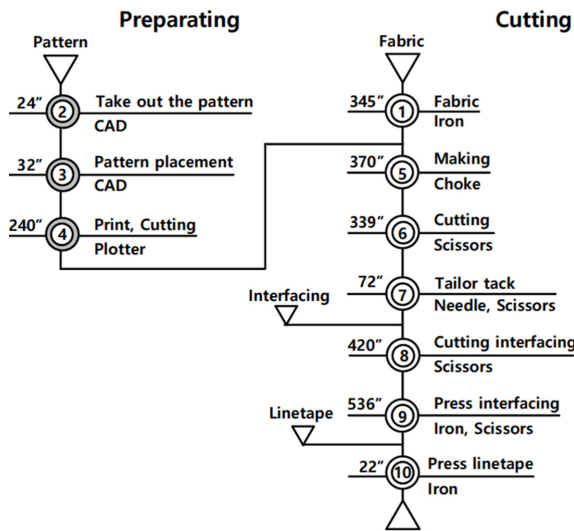 Preparating
Pattern
24″ 2 Take out the pattern
CAD
32″ 3 Pattern placement
CAD
240″ 4 Print, Cutting
Plotter
Cutting
Fabric
345″ 1 Fabric
Iron
370″ 5 Making
Choke
339″ 6 Cutting
Scissors
72″ 7 Tailor tack
Needle, Scissors
Interfacing
420″ 8 Cutting interfacing
Scissors
536″ 9 Press interfacing
Iron, Scissors
Linetape
22″ 10 Press linetape
Iron